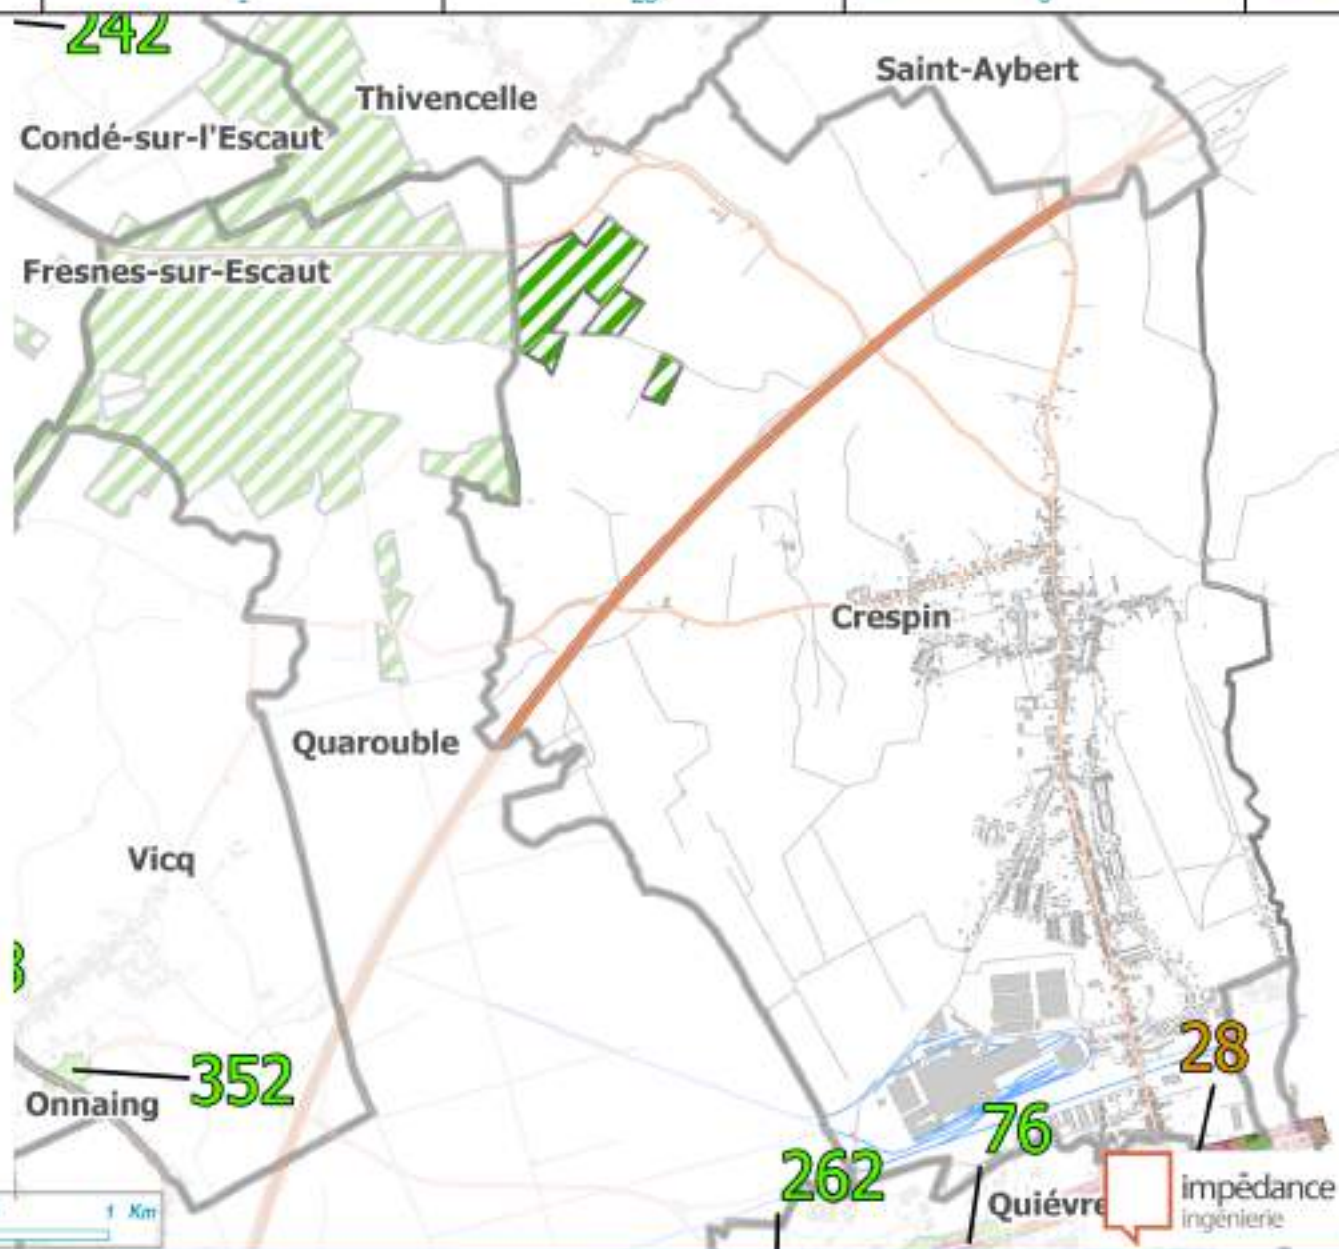 242
Thivencelle
Saint-Aybert
Condé-sur-l'Escaut
Fresnes-sur-Escaut
Crespin
Quarouble
Vicq
352
Onnaing
28
76
262
Quiévre
1 Km
impédance
ingénierie